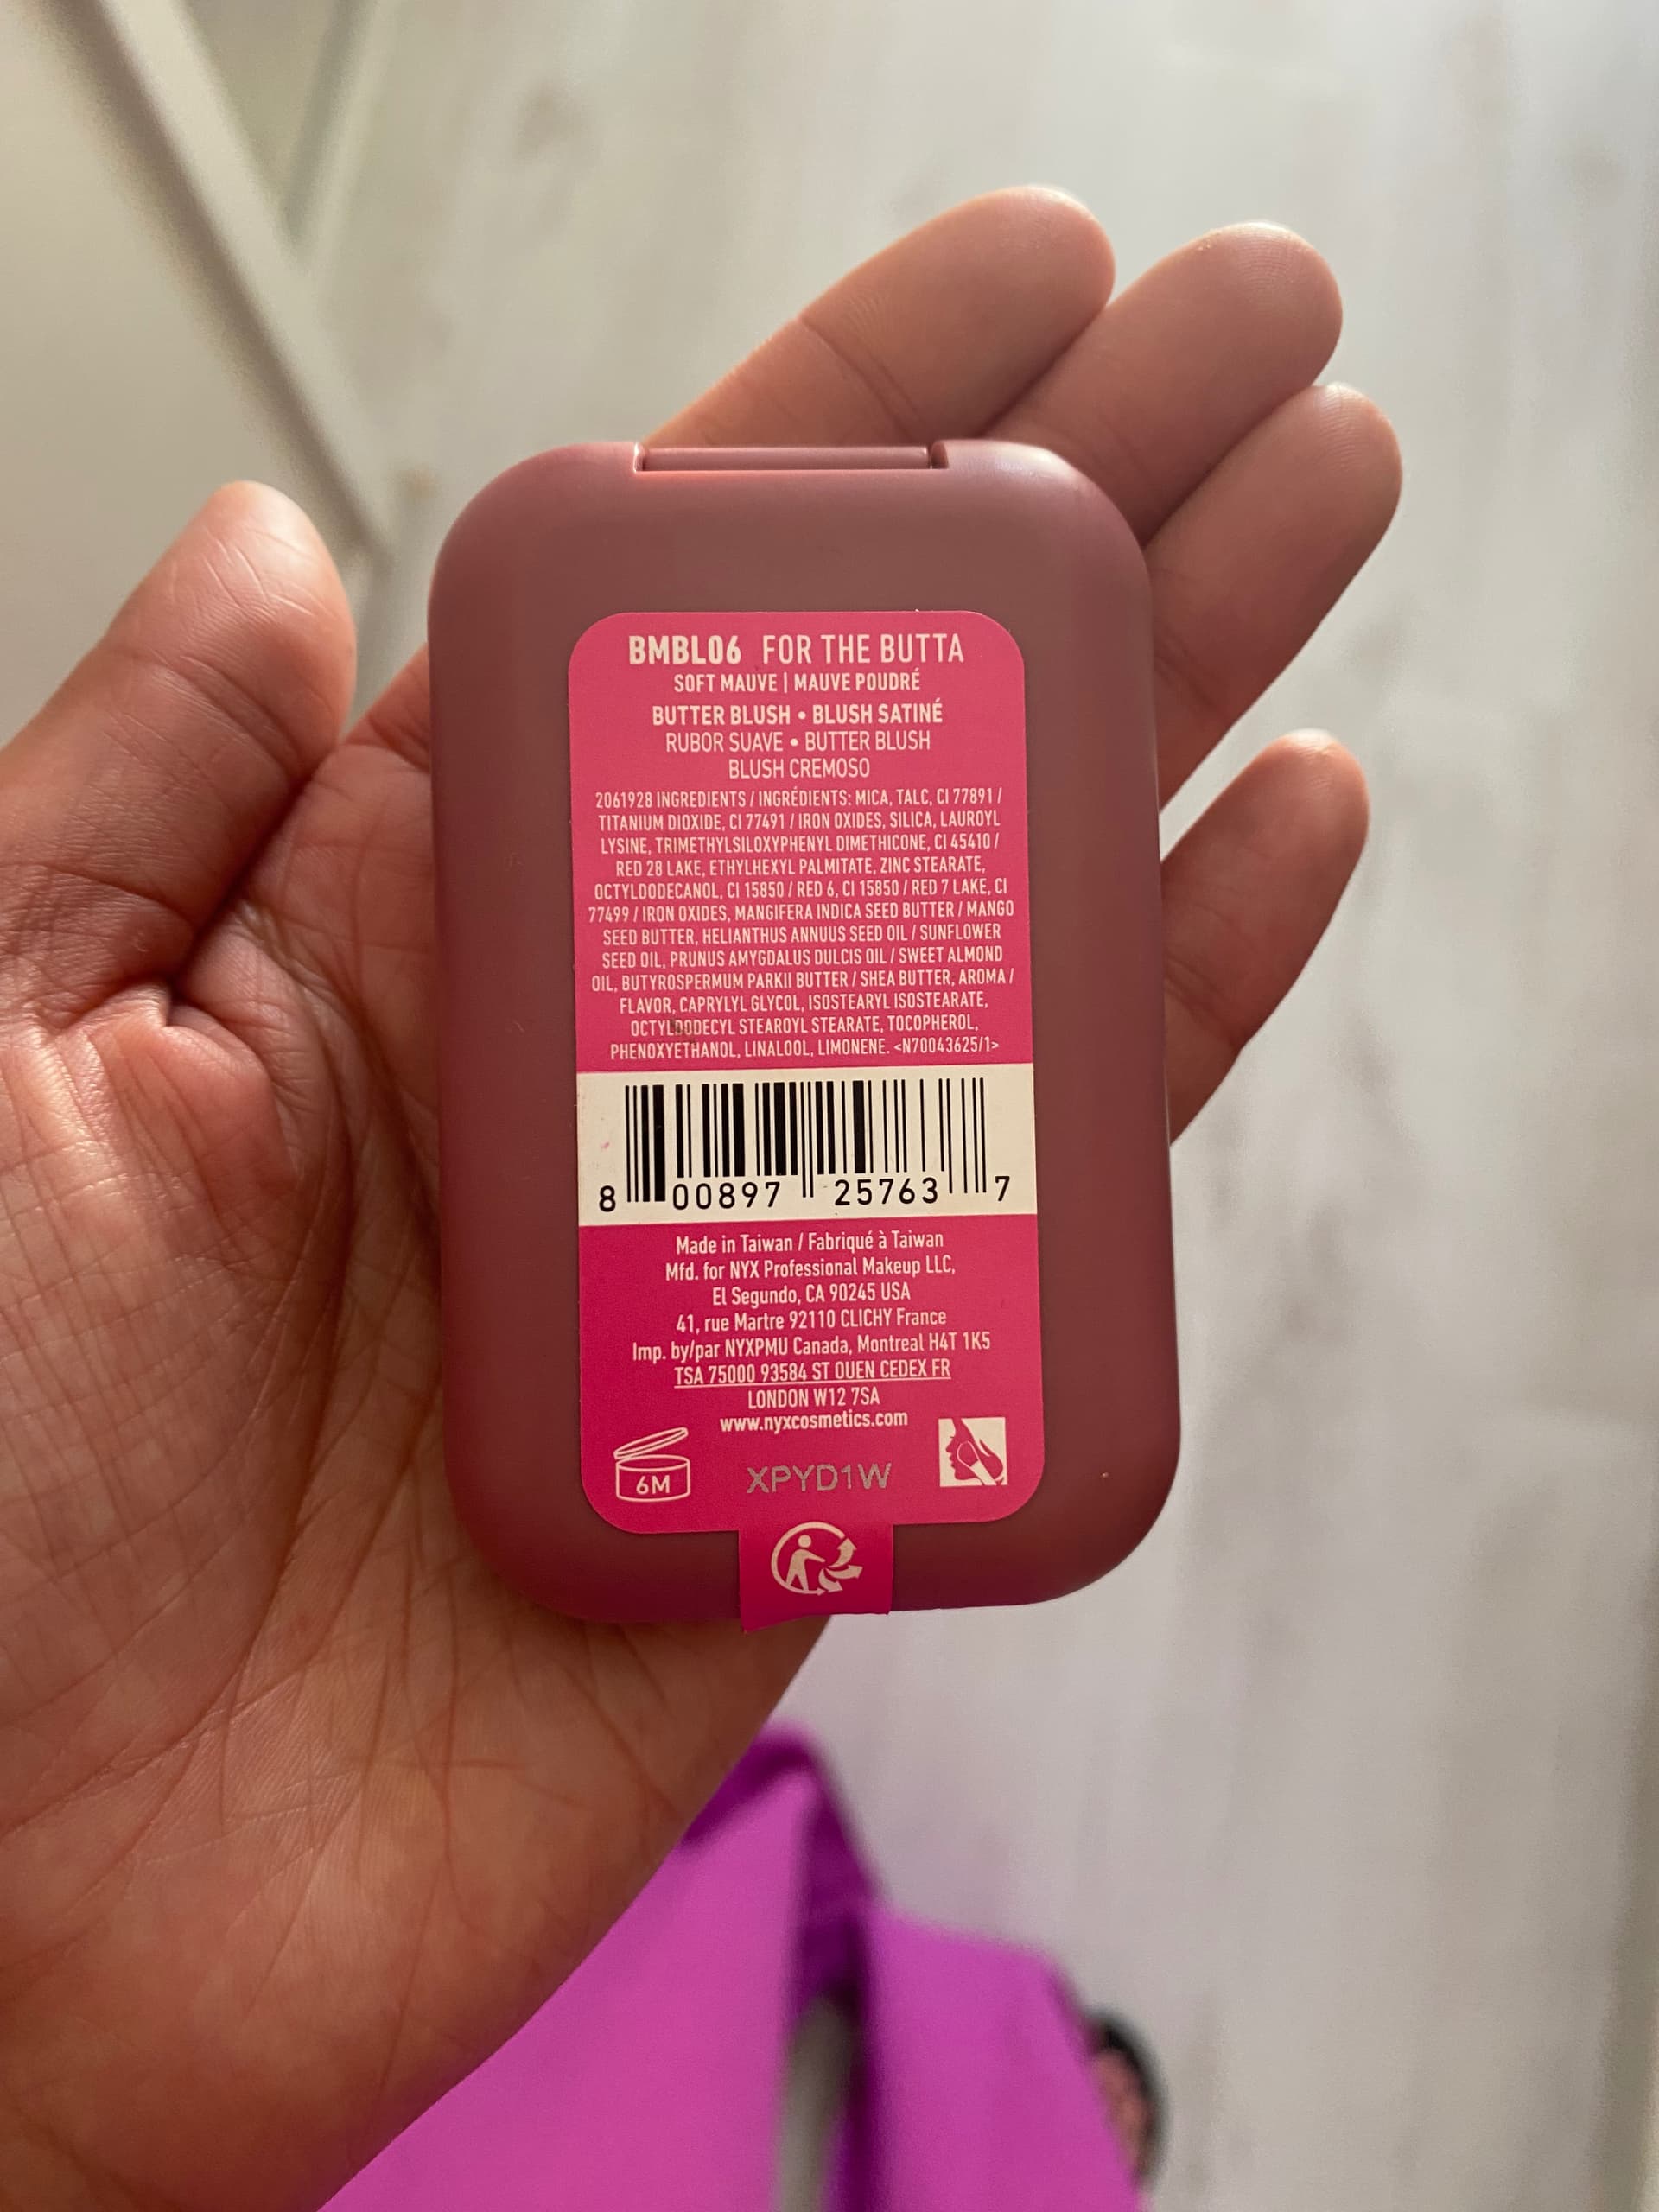 BMBL06 FOR THE BUTTA
SOFT MAUVE | MAUVE POUDRÉ
BUTTER BLUSH • BLUSH SATINÉ
RUBOR SUAVE • BUTTER BLUSH
BLUSH CREMOSO
2061928 INGREDIENTS / INGRÉDIENTS: MICA, TALC, CI 77891 /
TITANIUM DIOXIDE, CI 77491 / IRON OXIDES, SILICA, LAUROYL
LYSINE, TRIMETHYLSILOXYPHENYL DIMETHICONE, CI 45410 /
RED 28 LAKE, ETHYLHEXYL PALMITATE, ZINC STEARATE,
OCTYLDODECANOL, CI 15850 / RED 6, CI 15850 / RED 7 LAKE, CI
77499 / IRON OXIDES, MANGIFERA INDICA SEED BUTTER / MANGO
SEED BUTTER, HELIANTHUS ANNUUS SEED OIL / SUNFLOWER
SEED OIL, PRUNUS AMYGDALUS DULCIS OIL / SWEET ALMOND
OIL, BUTYROSPERMUM PARKII BUTTER / SHEA BUTTER, AROMA /
FLAVOR, CAPRYLYL GLYCOL, ISOSTEARYL ISOSTEARATE,
OCTYLDODECYL STEAROYL STEARATE, TOCOPHEROL,
PHENOXYETHANOL, LINALOOL, LIMONENE. <N70043625/1>
8 00897 25763 7
Made in Taiwan / Fabriqué à Taiwan
Mfd. for NYX Professional Makeup LLC,
El Segundo, CA 90245 USA
41, rue Martre 92110 CLICHY France
Imp. by/par NYXPMU Canada, Montreal H4T 1K5
TSA 75000 93584 ST OUEN CEDEX FR
LONDON W12 7SA
www.nyxcosmetics.com
6M
XPYD1W